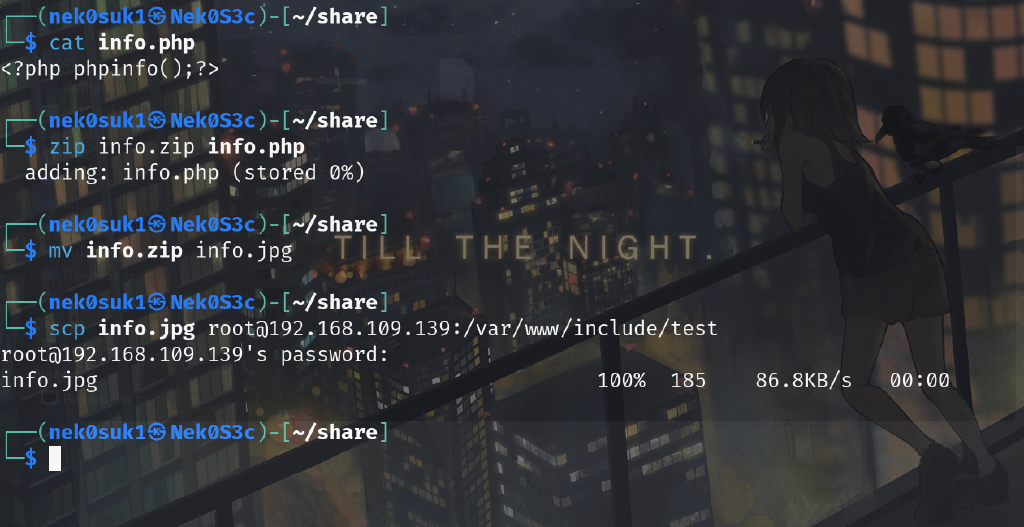 ┌──(nek0suk1㉿Nek0S3c)-[~/share]
└─$ cat info.php
<?php phpinfo();?>
┌──(nek0suk1㉿Nek0S3c)-[~/share]
└─$ zip info.zip info.php
  adding: info.php (stored 0%)
┌──(nek0suk1㉿Nek0S3c)-[~/share]
└─$ mv info.zip info.jpg
TILL THE NIGHT.
┌──(nek0suk1㉿Nek0S3c)-[~/share]
└─$ scp info.jpg root@192.168.109.139:/var/www/include/test
root@192.168.109.139's password:
info.jpg 100% 185 86.8KB/s 00:00
┌──(nek0suk1㉿Nek0S3c)-[~/share]
└─$